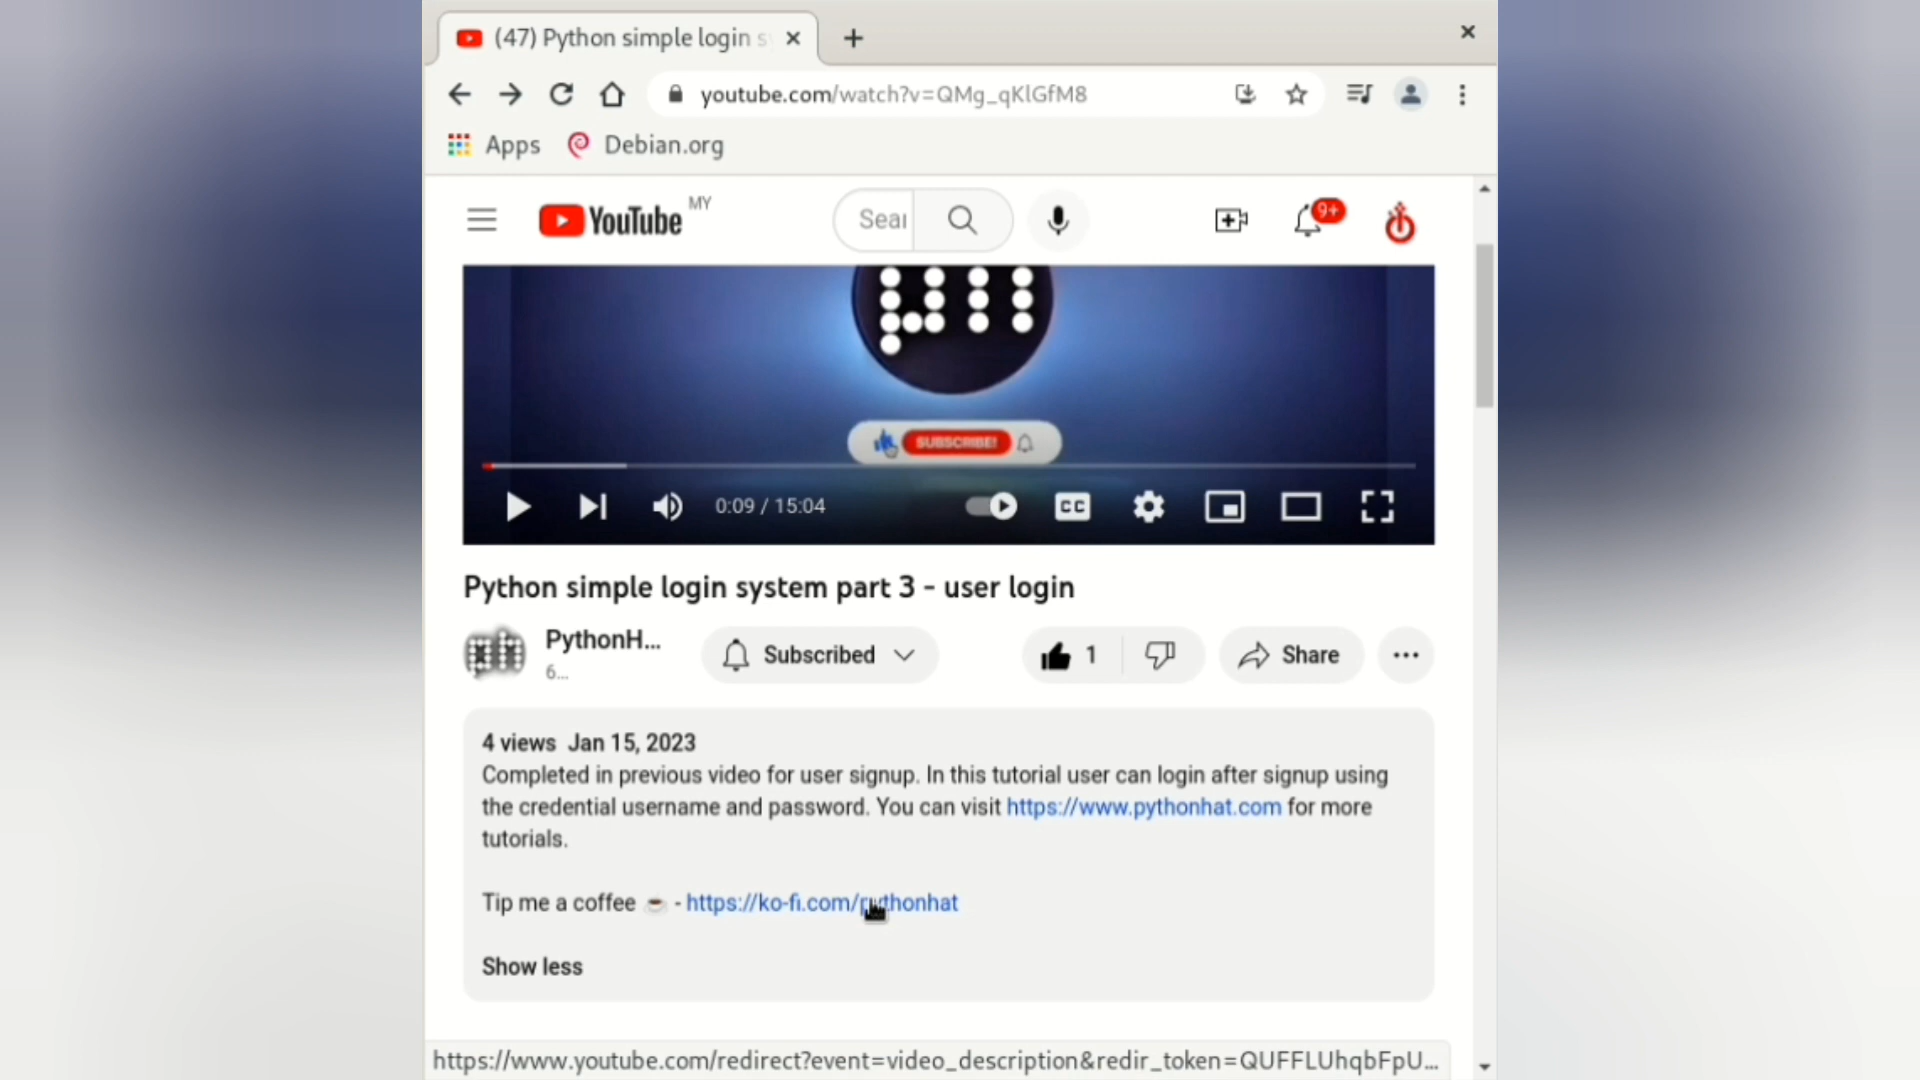 (47) Python simple login s
youtube.com/watch?v=QMg_qKlGfM8
Apps Debian.org
YouTube MY
Sear
9+
SUBSCRIBE!
0:09 / 15:04
CC
Python simple login system part 3 - user login
PythonH...
6...
Subscribed
1
Share
4 views Jan 15, 2023
Completed in previous video for user signup. In this tutorial user can login after signup using
the credential username and password. You can visit https://www.pythonhat.com for more
tutorials.
Tip me a coffee ☕ - https://ko-fi.com/pythonhat
Show less
https://www.youtube.com/redirect?event=video_description&redir_token=QUFFLUhqbFpU...